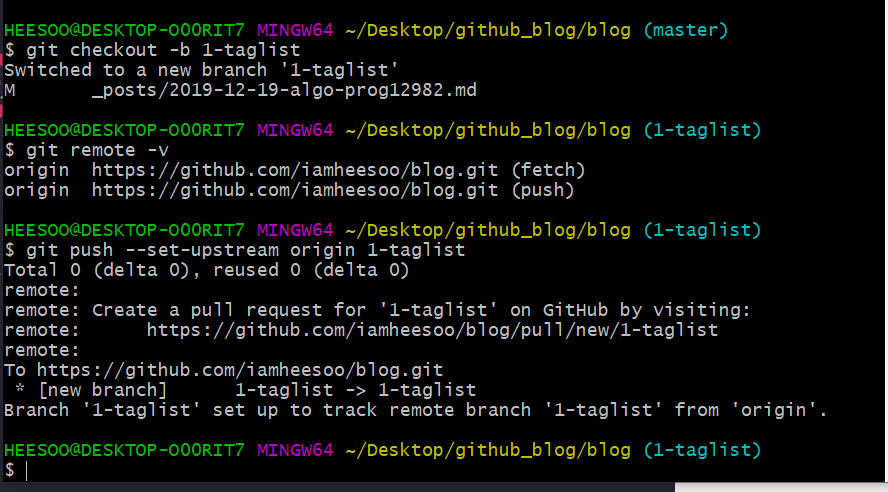 HEESOO@DESKTOP-O0ORIT7 MINGW64 ~/Desktop/github_blog/blog (master)
$ git checkout -b 1-taglist
Switched to a new branch '1-taglist'
M       _posts/2019-12-19-algo-prog12982.md
HEESOO@DESKTOP-O0ORIT7 MINGW64 ~/Desktop/github_blog/blog (1-taglist)
$ git remote -v
origin  https://github.com/iamheesoo/blog.git (fetch)
origin  https://github.com/iamheesoo/blog.git (push)
HEESOO@DESKTOP-O0ORIT7 MINGW64 ~/Desktop/github_blog/blog (1-taglist)
$ git push --set-upstream origin 1-taglist
Total 0 (delta 0), reused 0 (delta 0)
remote:
remote: Create a pull request for '1-taglist' on GitHub by visiting:
remote:      https://github.com/iamheesoo/blog/pull/new/1-taglist
remote:
To https://github.com/iamheesoo/blog.git
 * [new branch]      1-taglist -> 1-taglist
Branch '1-taglist' set up to track remote branch '1-taglist' from 'origin'.
HEESOO@DESKTOP-O0ORIT7 MINGW64 ~/Desktop/github_blog/blog (1-taglist)
$